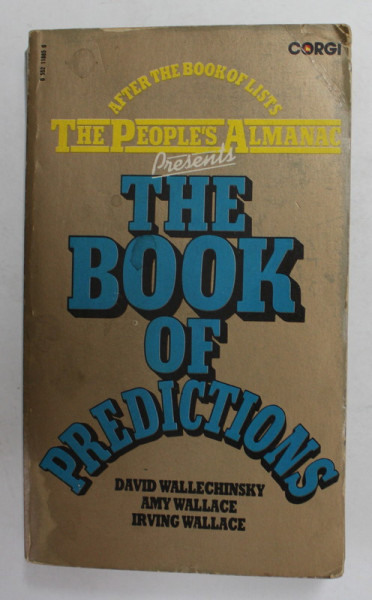 CORGI
AFTER THE BOOK OF LISTS
THE PEOPLE'S ALMANAC
Presents
THE
BOOK
OF
PREDICTIONS
DAVID WALLECHINSKY
AMY WALLACE
IRVING WALLACE